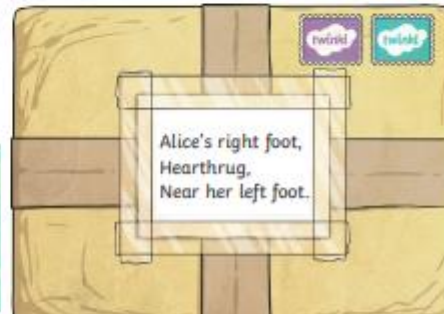 twinkl
twinkl
Alice's right foot,
Hearthrug,
Near her left foot.